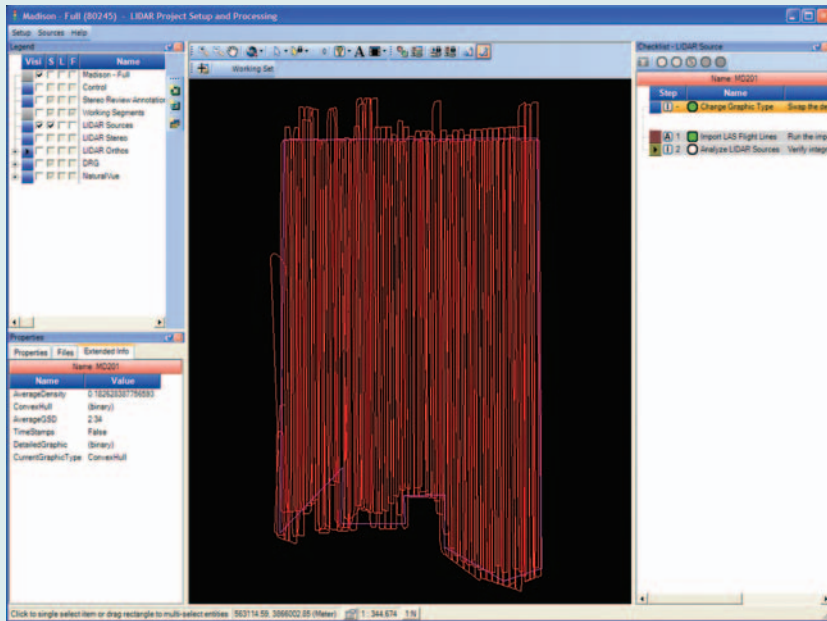 Madison - Full (80245) - LIDAR Project Setup and Processing
Setup Sources Help
Legend
Visi S L F Name
Madison - Full
Control
Stereo Review Annotation
Working Segments
LIDAR Sources
LIDAR Stereo
LIDAR Orthos
DRG
NaturalVue
Working Set
Checklist - LIDAR Source
Name: MD201
Step Name
[I] - Change Graphic Type Swap the de
[A] 1 Import LAS Flight Lines Run the imp
[I] 2 Analyze LIDAR Sources Verify integr
Properties
Properties Files Extended Info
Name: MD201
Name Value
AverageDensity
ConvexHull (binary)
AverageGSD 2.34
TimeStamps False
DetailedGraphic (binary)
CurrentGraphicType ConvexHull
Click to single select item or drag rectangle to multi-select entities 563114.59, 3866002.85 (Meter) 1 : 344,674 1:N